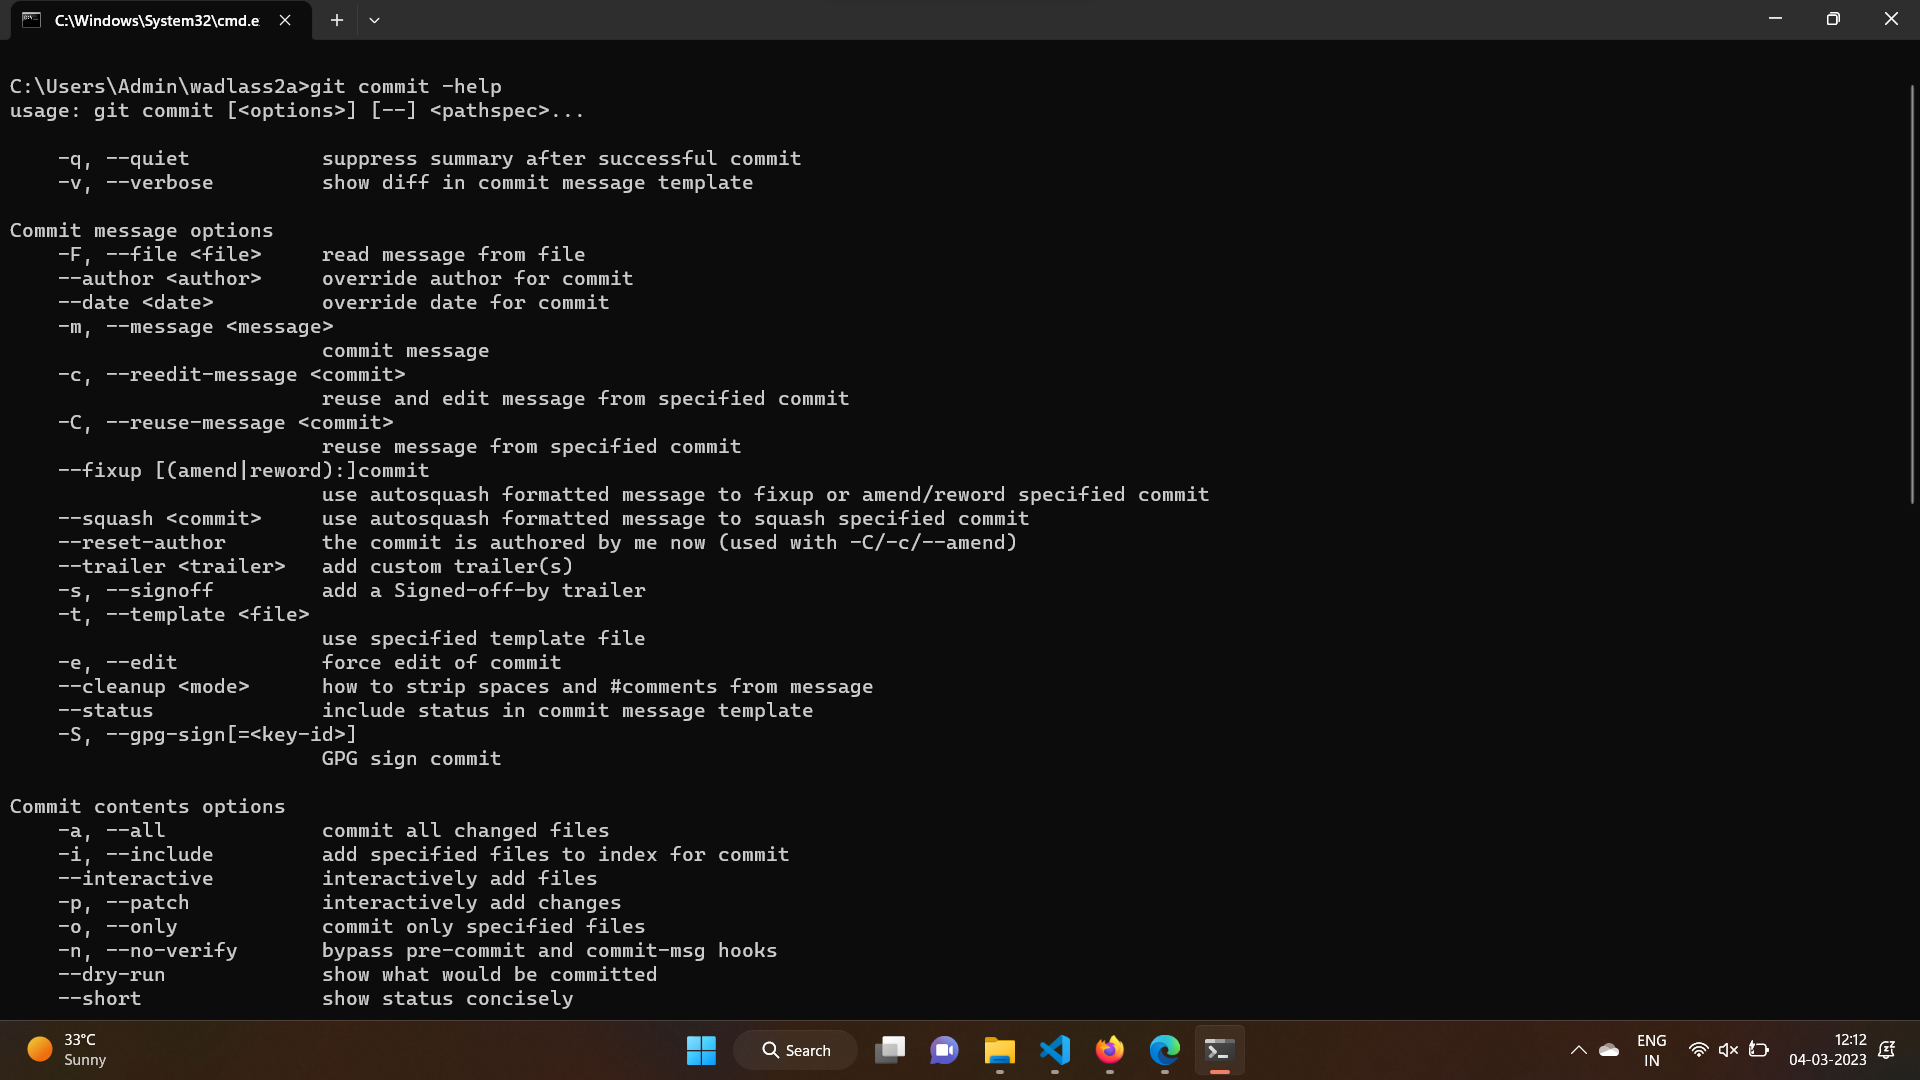 C:\Windows\System32\cmd.e
C:\Users\Admin\wadlass2a>git commit -help
usage: git commit [<options>] [--] <pathspec>...
-q, --quiet suppress summary after successful commit
-v, --verbose show diff in commit message template
Commit message options
-F, --file <file> read message from file
--author <author> override author for commit
--date <date> override date for commit
-m, --message <message>
commit message
-c, --reedit-message <commit>
reuse and edit message from specified commit
-C, --reuse-message <commit>
reuse message from specified commit
--fixup [(amend|reword):]commit
use autosquash formatted message to fixup or amend/reword specified commit
--squash <commit> use autosquash formatted message to squash specified commit
--reset-author the commit is authored by me now (used with -C/-c/--amend)
--trailer <trailer> add custom trailer(s)
-s, --signoff add a Signed-off-by trailer
-t, --template <file>
use specified template file
-e, --edit force edit of commit
--cleanup <mode> how to strip spaces and #comments from message
--status include status in commit message template
-S, --gpg-sign[=<key-id>]
GPG sign commit
Commit contents options
-a, --all commit all changed files
-i, --include add specified files to index for commit
--interactive interactively add files
-p, --patch interactively add changes
-o, --only commit only specified files
-n, --no-verify bypass pre-commit and commit-msg hooks
--dry-run show what would be committed
--short show status concisely
33°C
Sunny
Search
ENG
IN
12:12
04-03-2023